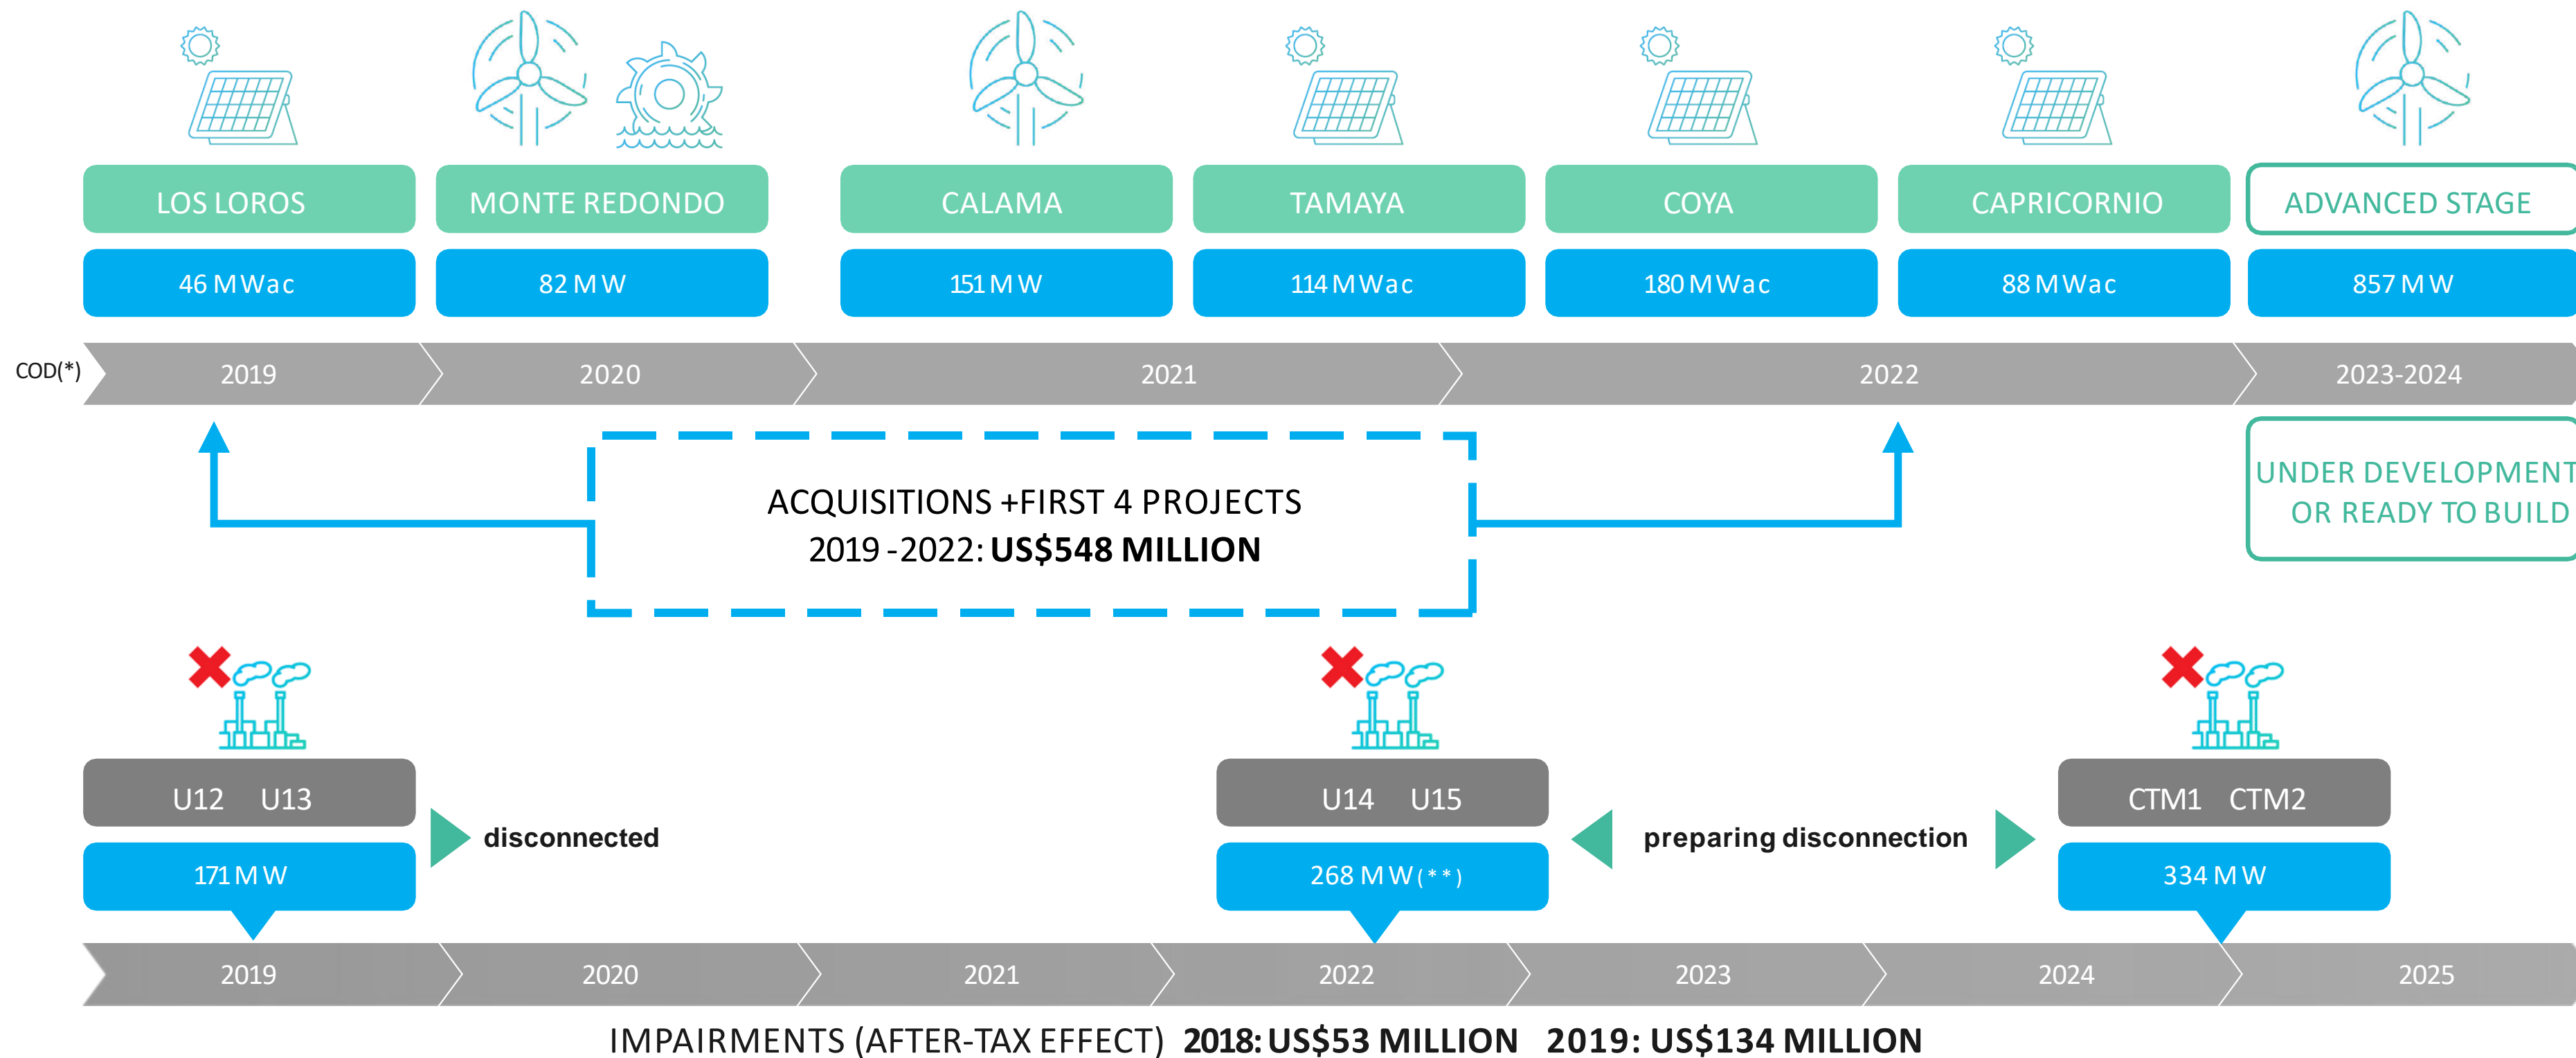 LOS LOROS
MONTE REDONDO
CALAMA
TAMAYA
COYA
CAPRICORNIO
ADVANCED STAGE
46 MWac
82 MW
151 MW
114 MWac
180 MWac
88 MWac
857 MW
COD(*)
2019
2020
2021
2022
2023-2024
ACQUISITIONS +FIRST 4 PROJECTS
2019 -2022: US$548 MILLION
UNDER DEVELOPMENT
OR READY TO BUILD
U12 U13
disconnected
171 MW
U14 U15
268 MW(**)
preparing disconnection
CTM1 CTM2
334 MW
2019
2020
2021
2022
2023
2024
2025
IMPAIRMENTS (AFTER-TAX EFFECT) 2018: US$53 MILLION 2019: US$134 MILLION